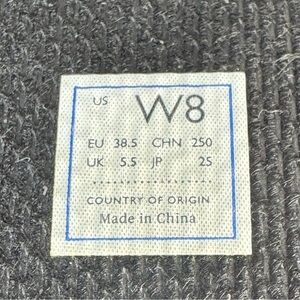 US W8
EU 38.5 CHN 250
UK 5.5 JP 25
COUNTRY OF ORIGIN
Made in China